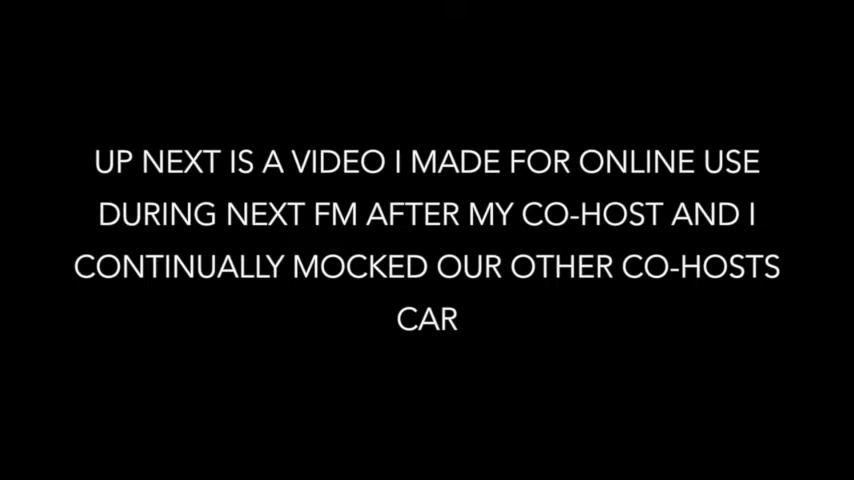 UP NEXT IS A VIDEO I MADE FOR ONLINE USE
DURING NEXT FM AFTER MY CO-HOST AND I
CONTINUALLY MOCKED OUR OTHER CO-HOSTS
CAR